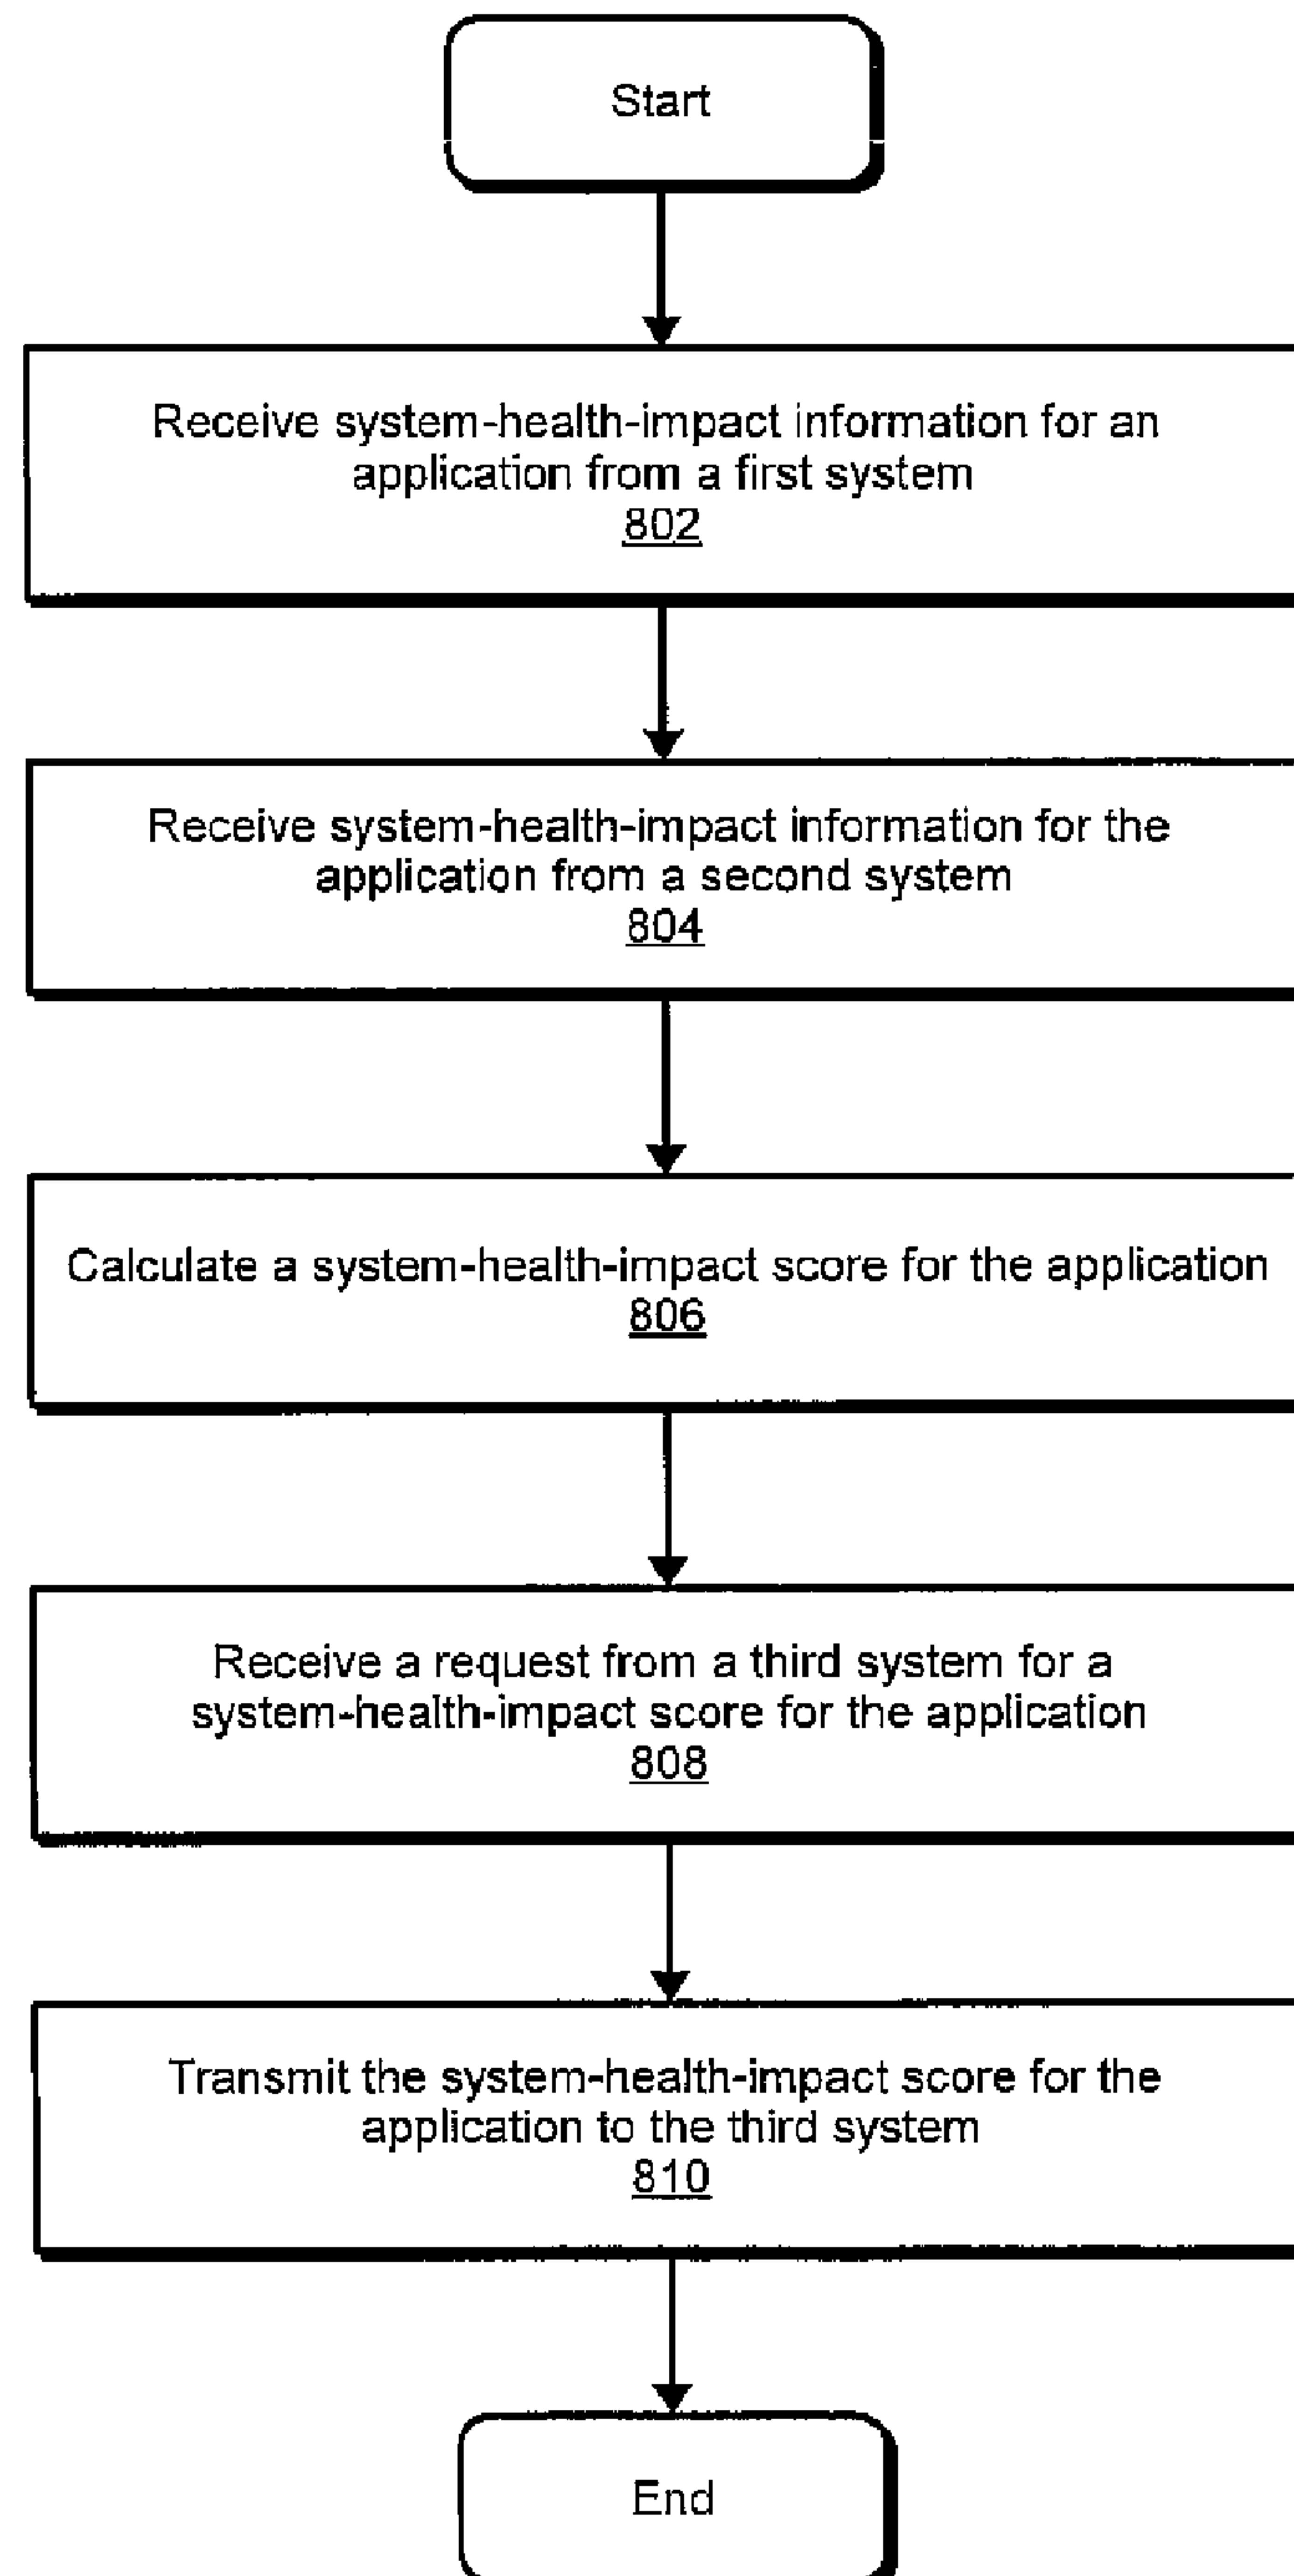 Start
Receive system-health-impact information for an
application from a first system
802
Receive system-health-impact information for the
application from a second system
804
Calculate a system-health-impact score for the application
806
Receive a request from a third system for a
system-health-impact score for the application
808
Transmit the system-health-impact score for the
application to the third system
810
End